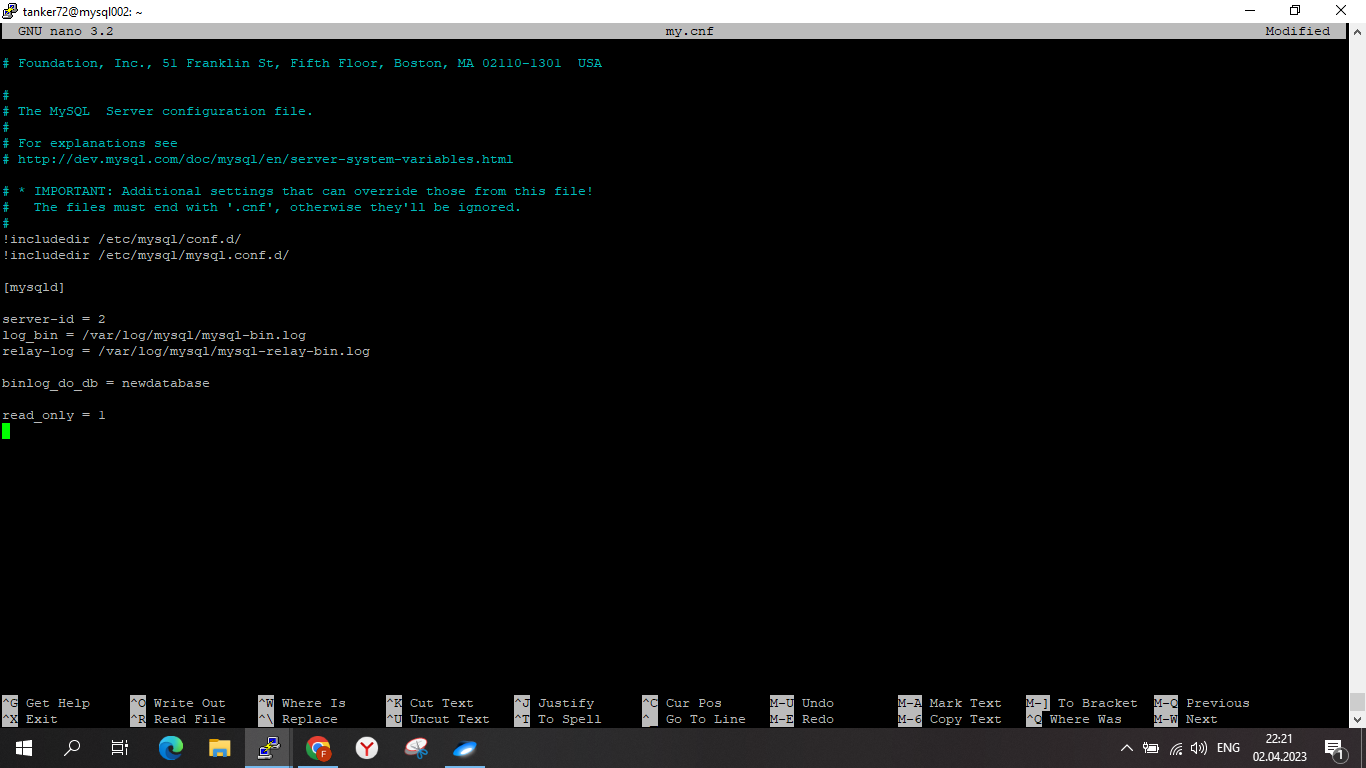 tanker72@mysql002: ~
GNU nano 3.2 my.cnf Modified
# Foundation, Inc., 51 Franklin St, Fifth Floor, Boston, MA 02110-1301  USA
#
# The MySQL  Server configuration file.
#
# For explanations see
# http://dev.mysql.com/doc/mysql/en/server-system-variables.html
# * IMPORTANT: Additional settings that can override those from this file!
#   The files must end with '.cnf', otherwise they'll be ignored.
#
!includedir /etc/mysql/conf.d/
!includedir /etc/mysql/mysql.conf.d/
[mysqld]
server-id = 2
log_bin = /var/log/mysql/mysql-bin.log
relay-log = /var/log/mysql/mysql-relay-bin.log
binlog_do_db = newdatabase
read_only = 1
^G Get Help ^O Write Out ^W Where Is ^K Cut Text ^J Justify ^C Cur Pos M-U Undo M-A Mark Text M-] To Bracket M-Q Previous
^X Exit ^R Read File ^\ Replace ^U Uncut Text ^T To Spell ^_ Go To Line M-E Redo M-6 Copy Text ^Q Where Was M-W Next
F Y ENG 22:21 1
02.04.2023